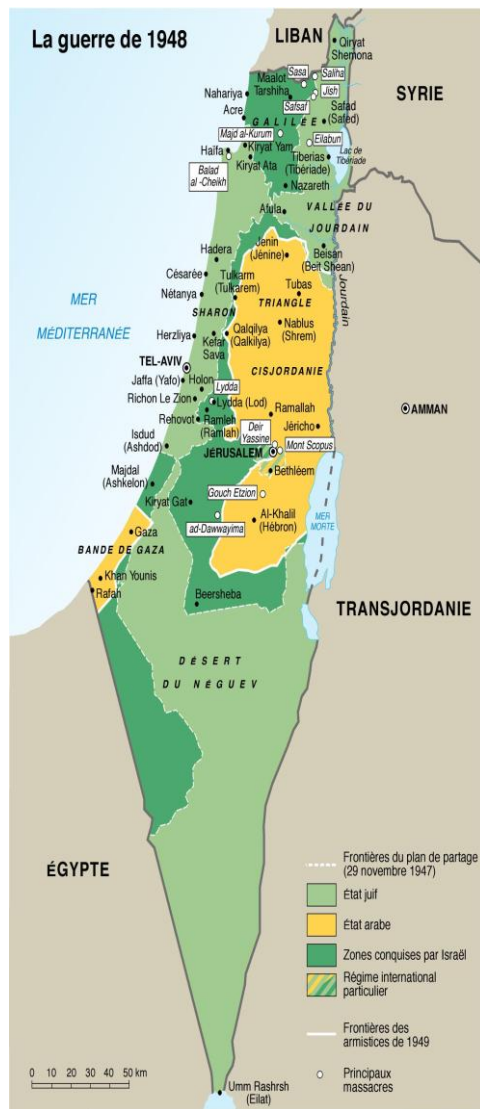 La guerre de 1948
LIBAN
Qiryat
Shemona
Sasa
Saliha
Maalot
Tarshiha
Jish
SYRIE
Nahariya
Safsaf
Acre
Safad
(Safed)
GALILÉE
Majd al-Kurum
Eilabun
Haïfa
Kiryat Yam
Lac de
Tibériade
Kiryat Ata
Tiberias
(Tibériade)
Balad
al -Cheikh
Nazareth
VALLÉE DU
JOURDAIN
Afula
Jenin
(Jénine)
Beisan
(Beit Shean)
Hadera
Césarée
Tulkarm
(Tulkarem)
Tubas
Jourdain
MER
MÉDITERRANÉE
Nétanya
TRIANGLE
SHARON
Nablus
(Shrem)
Herzliya
Kefar
Sava
Qalqilya
(Qalkilya)
TEL-AVIV
CISJORDANIE
Jaffa (Yafo)
Holon
Lydda
Richon Le Zion
Lydda (Lod)
Ramallah
AMMAN
Rehovot
Ramleh
(Ramlah)
Jéricho
Deir
Yassine
Mont Scopus
Isdud
(Ashdod)
JÉRUSALEM
Bethléem
Majdal
(Ashkelon)
Gouch Etzion
Kiryat Gat
Al-Khalil
(Hébron)
MER
MORTE
ad-Dawwayima
Gaza
BANDE DE GAZA
Khan Younis
Rafah
Beersheba
TRANSJORDANIE
DÉSERT
DU NÉGUEV
ÉGYPTE
Frontières du plan de partage
(29 novembre 1947)
État juif
État arabe
Zones conquises par Israël
Régime international
particulier
Frontières des
armistices de 1949
Principaux
massacres
0 10 20 30 40 50 km
Umm Rashrsh
(Eilat)